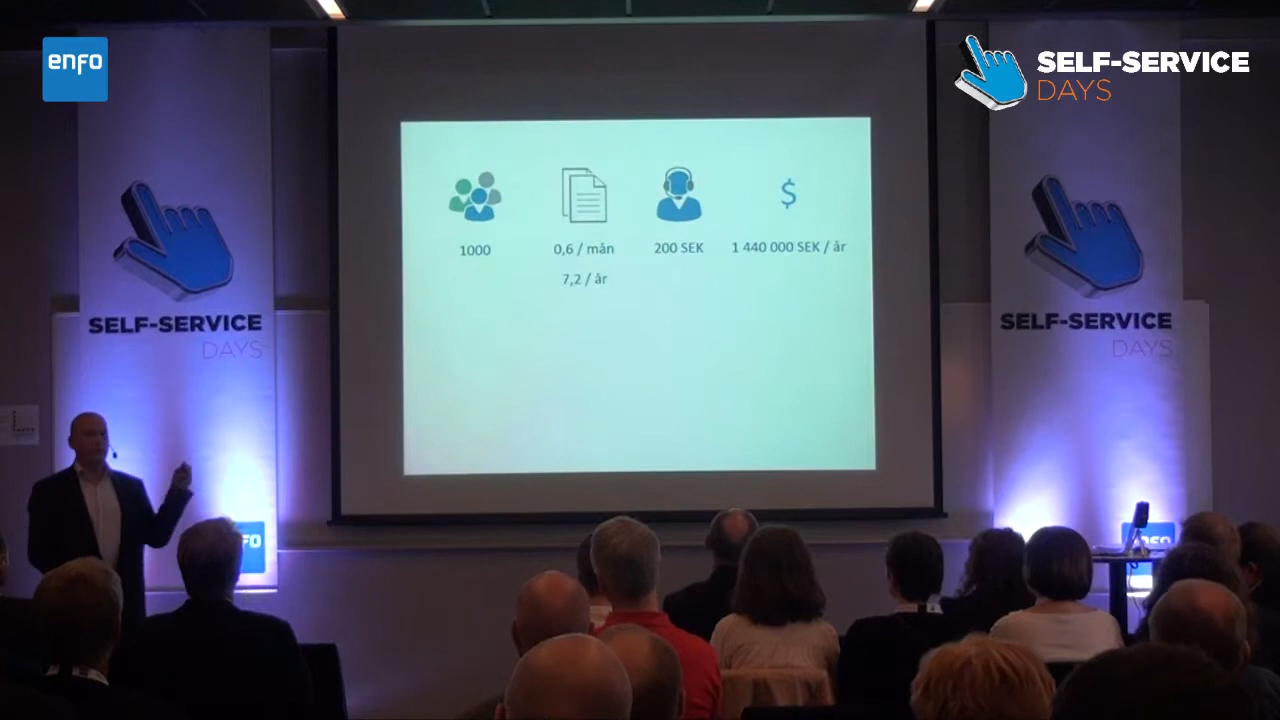 enfo
SELF-SERVICE
DAYS
1000
0,6 / mån
7,2 / år
200 SEK
$
1 440 000 SEK / år
SELF-SERVICE
DAYS
SELF-SERVICE
DAYS